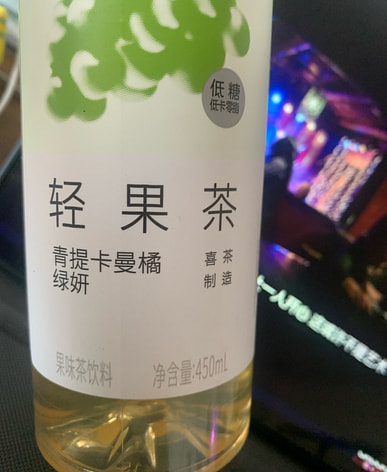 低糖
低卡零脂
轻果茶
青提卡曼橘
绿妍
喜茶
制造
果味茶饮料
净含量:450mL